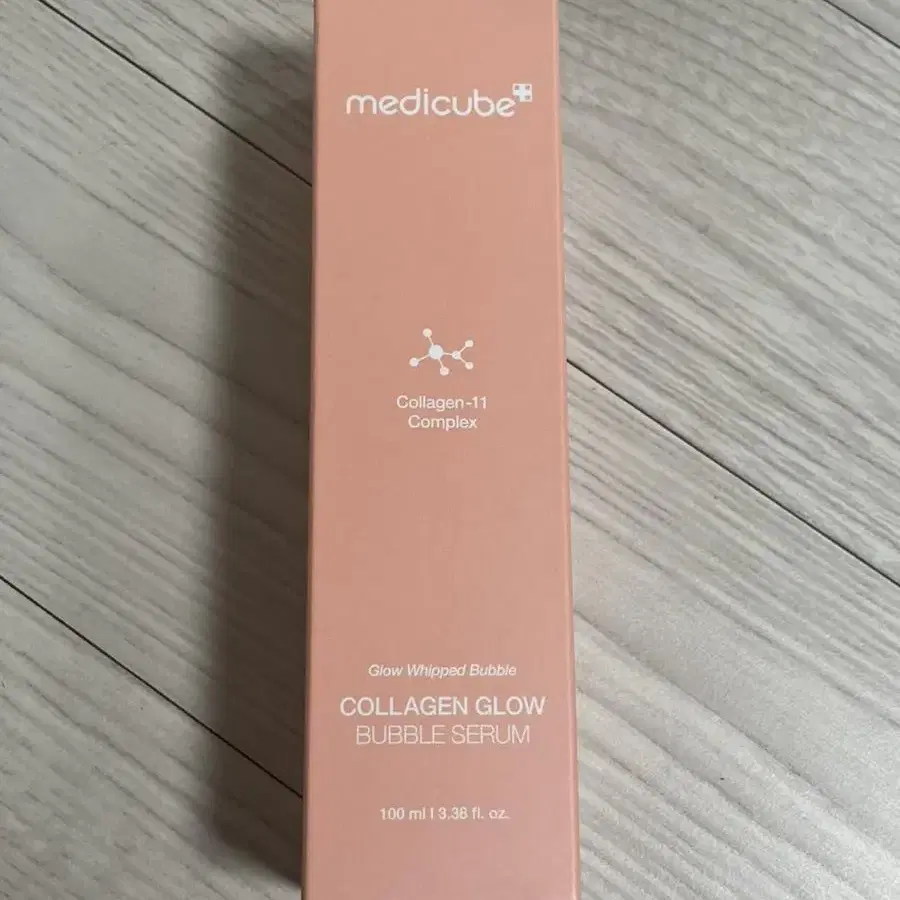 medicube
Collagen-11
Complex
Glow Whipped Bubble
COLLAGEN GLOW
BUBBLE SERUM
100 ml | 3.38 fl. oz.